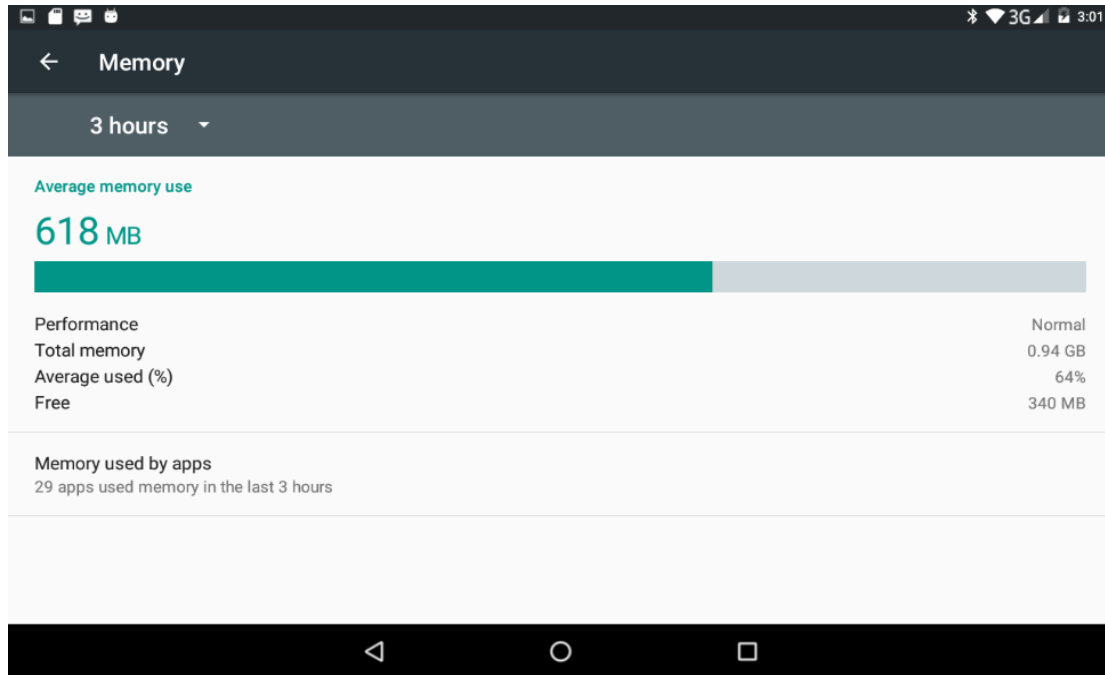 3G 3:01
Memory
3 hours
Average memory use
618 MB
Performance Normal
Total memory 0.94 GB
Average used (%) 64%
Free 340 MB
Memory used by apps
29 apps used memory in the last 3 hours